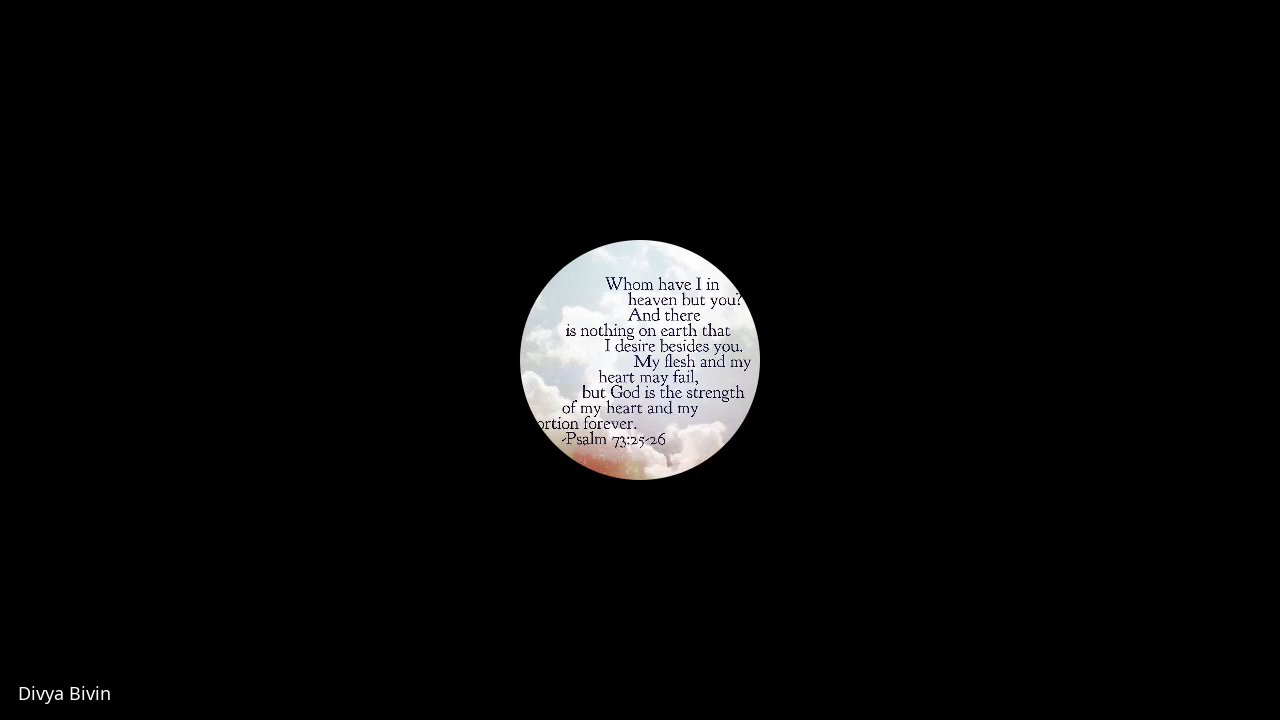 Whom have I in
heaven but you?
And there
is nothing on earth that
I desire besides you.
My flesh and my
heart may fail,
but God is the strength
of my heart and my
ortion forever.
-Psalm 73:25-26
Divya Bivin